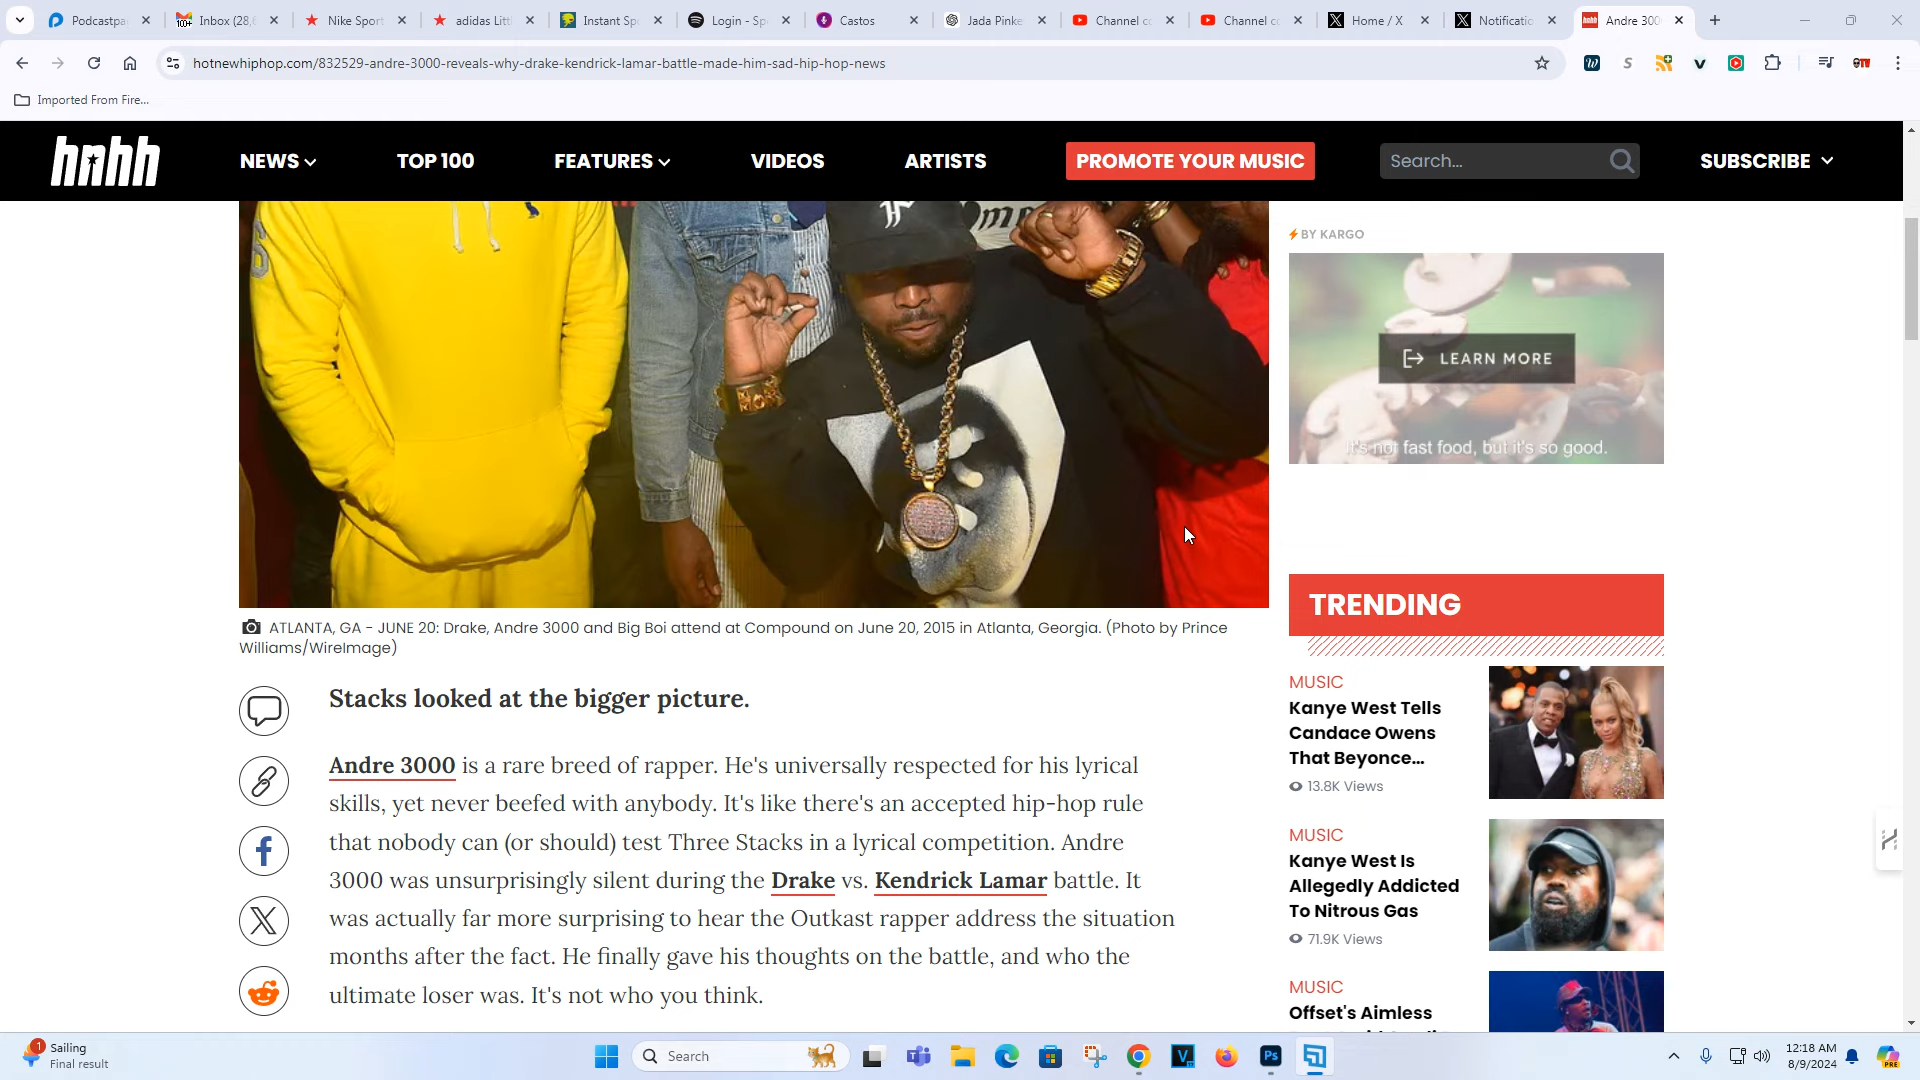 Podcastpa
Inbox (28,6
Nike Sport
adidas Litt
Instant Spe
Login - Sp
Castos
Jada Pinke
Channel co
Channel co
Home / X
Notificatio
Andre 300
hotnewhiphop.com/832529-andre-3000-reveals-why-drake-kendrick-lamar-battle-made-him-sad-hip-hop-news
Imported From Fire...
hnhh
NEWS
TOP 100
FEATURES
VIDEOS
ARTISTS
PROMOTE YOUR MUSIC
Search...
SUBSCRIBE
BY KARGO
LEARN MORE
It's not fast food, but it's so good.
ATLANTA, GA - JUNE 20: Drake, Andre 3000 and Big Boi attend at Compound on June 20, 2015 in Atlanta, Georgia. (Photo by Prince
Williams/WireImage)
Stacks looked at the bigger picture.
Andre 3000 is a rare breed of rapper. He's universally respected for his lyrical
skills, yet never beefed with anybody. It's like there's an accepted hip-hop rule
that nobody can (or should) test Three Stacks in a lyrical competition. Andre
3000 was unsurprisingly silent during the Drake vs. Kendrick Lamar battle. It
was actually far more surprising to hear the Outkast rapper address the situation
months after the fact. He finally gave his thoughts on the battle, and who the
ultimate loser was. It's not who you think.
TRENDING
MUSIC
Kanye West Tells
Candace Owens
That Beyonce...
13.8K Views
MUSIC
Kanye West Is
Allegedly Addicted
To Nitrous Gas
71.9K Views
MUSIC
Offset's Aimless
1
Sailing
Final result
Search
12:18 AM
8/9/2024